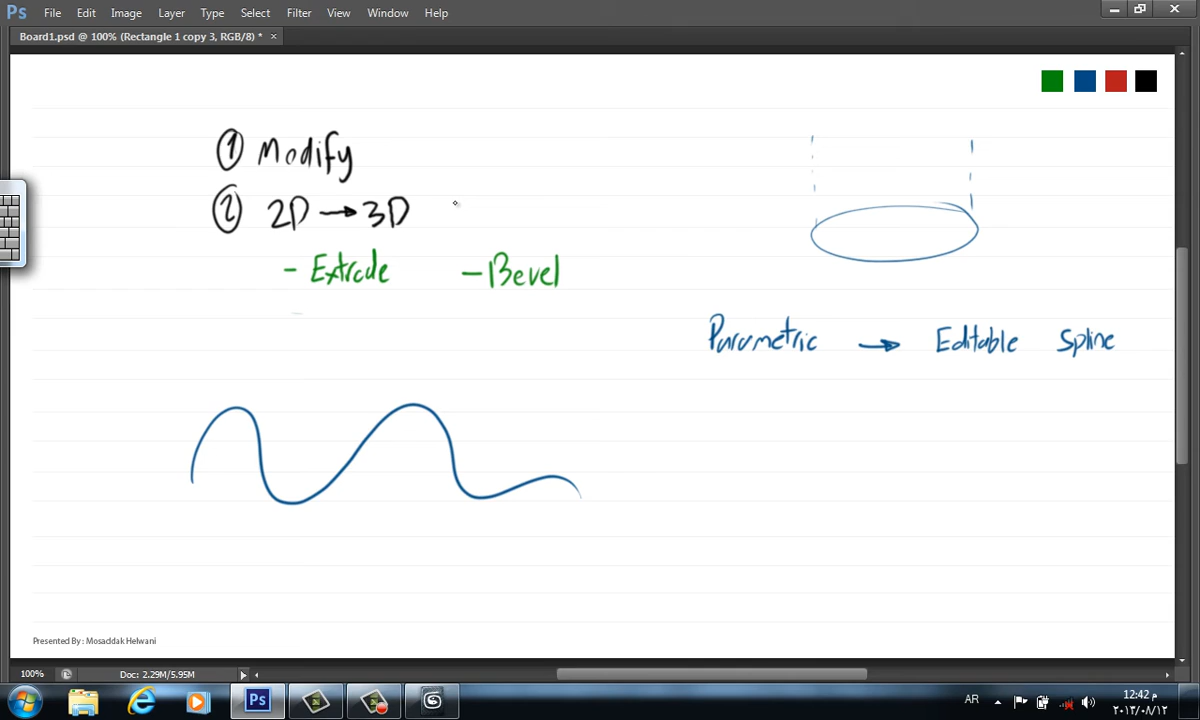 Ps File Edit Image Layer Type Select Filter View Window Help
Board1.psd @ 100% (Rectangle 1 copy 3, RGB/8) * ×
① Modify
② 2D → 3D
- Extrude - Bevel
Parametric → Editable Spline
Presented By : Mosaddak Helwani
100% Doc: 2.29M/5.95M
Ps AR 12:42 م
٢٠١٣/٠٨/١٢